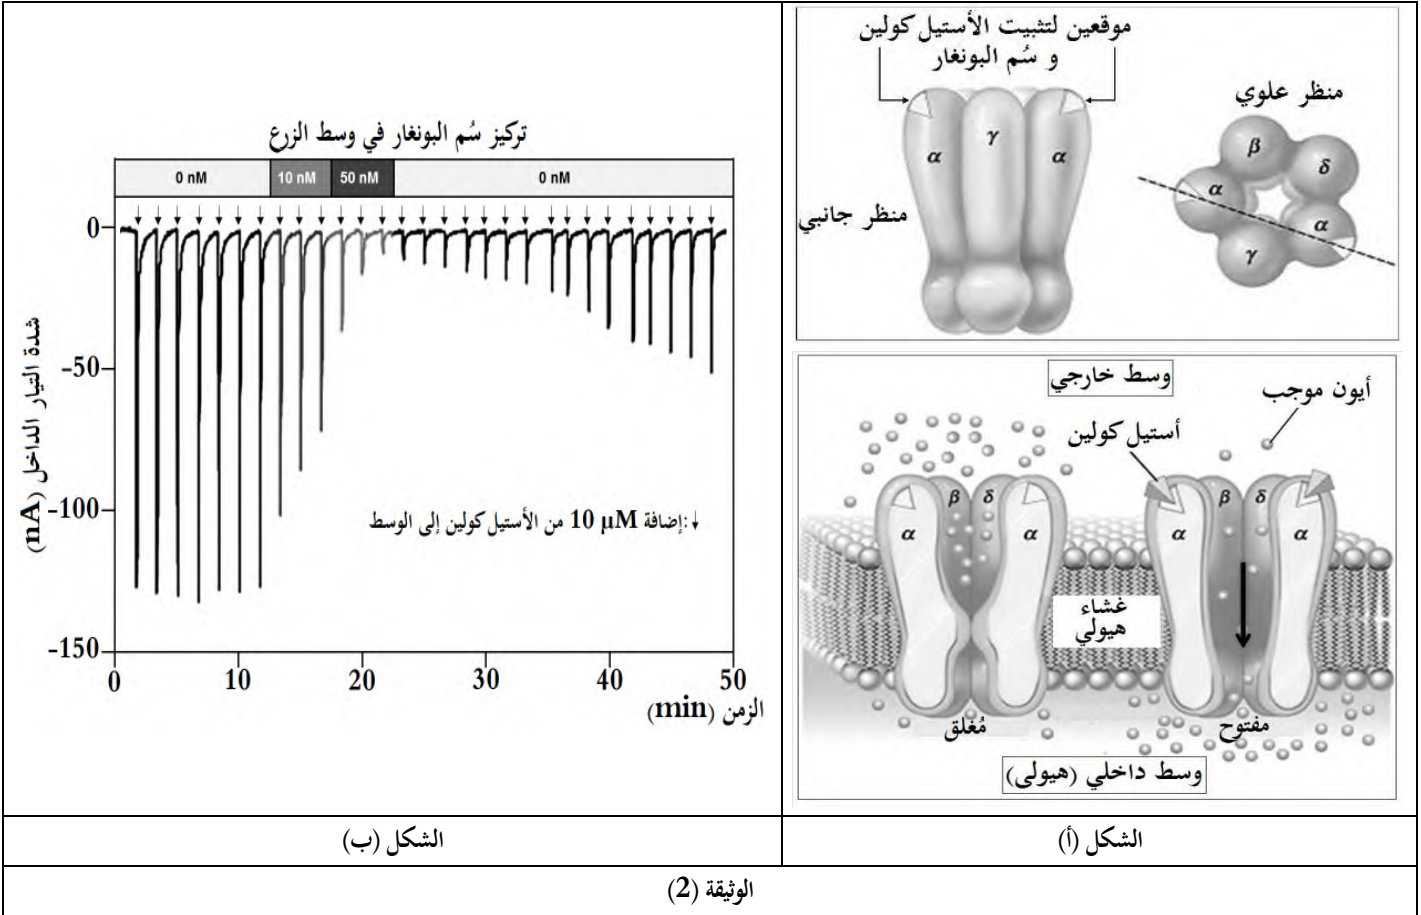 موقعين لتثبيت الأستيل كولين
و سُم البونغار
منظر علوي
β
δ
α
α
γ
α
γ
α
منظر جانبي
وسط خارجي
أيون موجب
أستيل كولين
β
δ
α
α
β
δ
α
α
غشاء
هيولي
مُغلق
مفتوح
وسط داخلي (هيولى)
الشكل (أ)
تركيز سُم البونغار في وسط الزرع
0 nM
10 nM
50 nM
0 nM
شدة التيار الداخل (nA)
0
-50
-100
-150
↓:إضافة 10 µM من الأستيل كولين إلى الوسط
0
10
20
30
40
50
الزمن (min)
الشكل (ب)
الوثيقة (2)